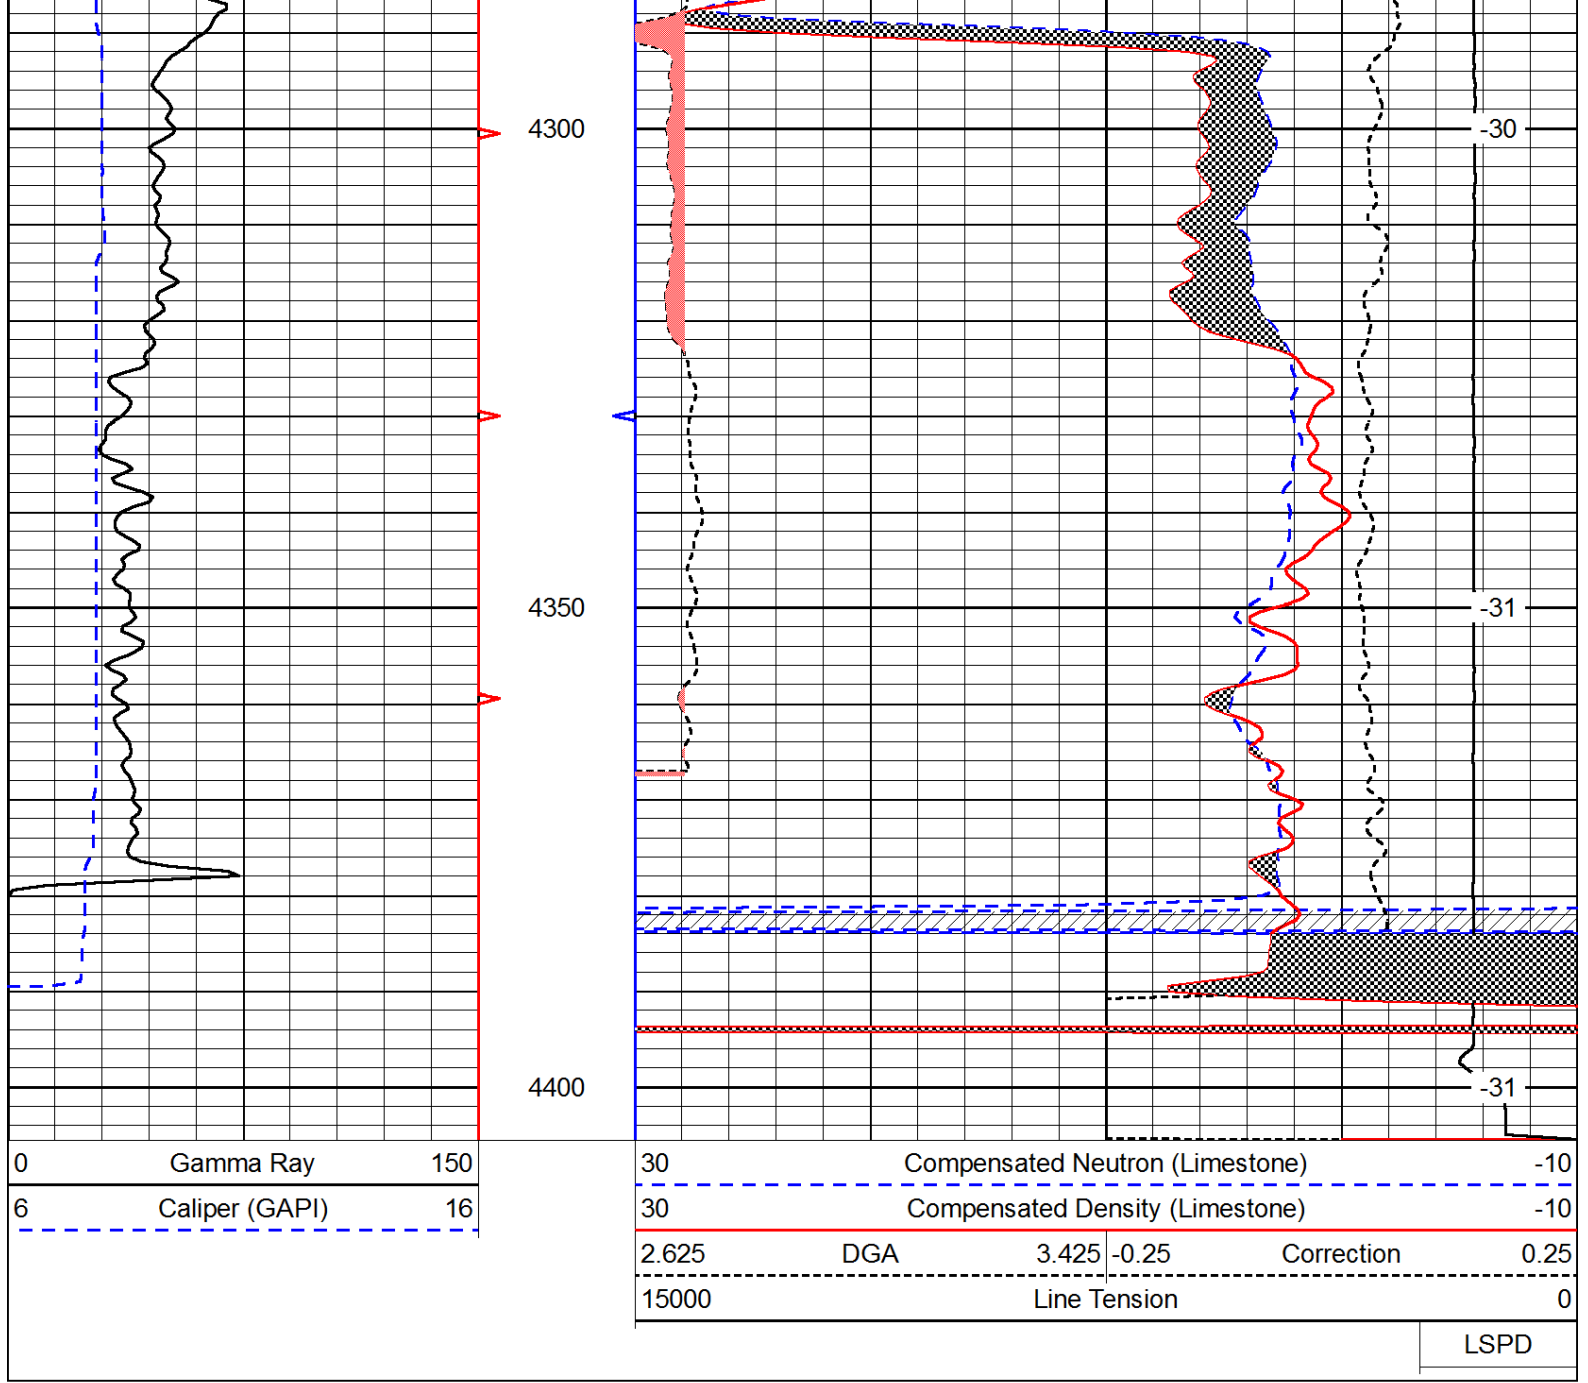 4300 -30
4350 -31
4400 -31
0 Gamma Ray 150
30 Compensated Neutron (Limestone) -10
6 Caliper (GAPI) 16
30 Compensated Density (Limestone) -10
2.625 DGA 3.425 -0.25 Correction 0.25
15000 Line Tension 0
LSPD